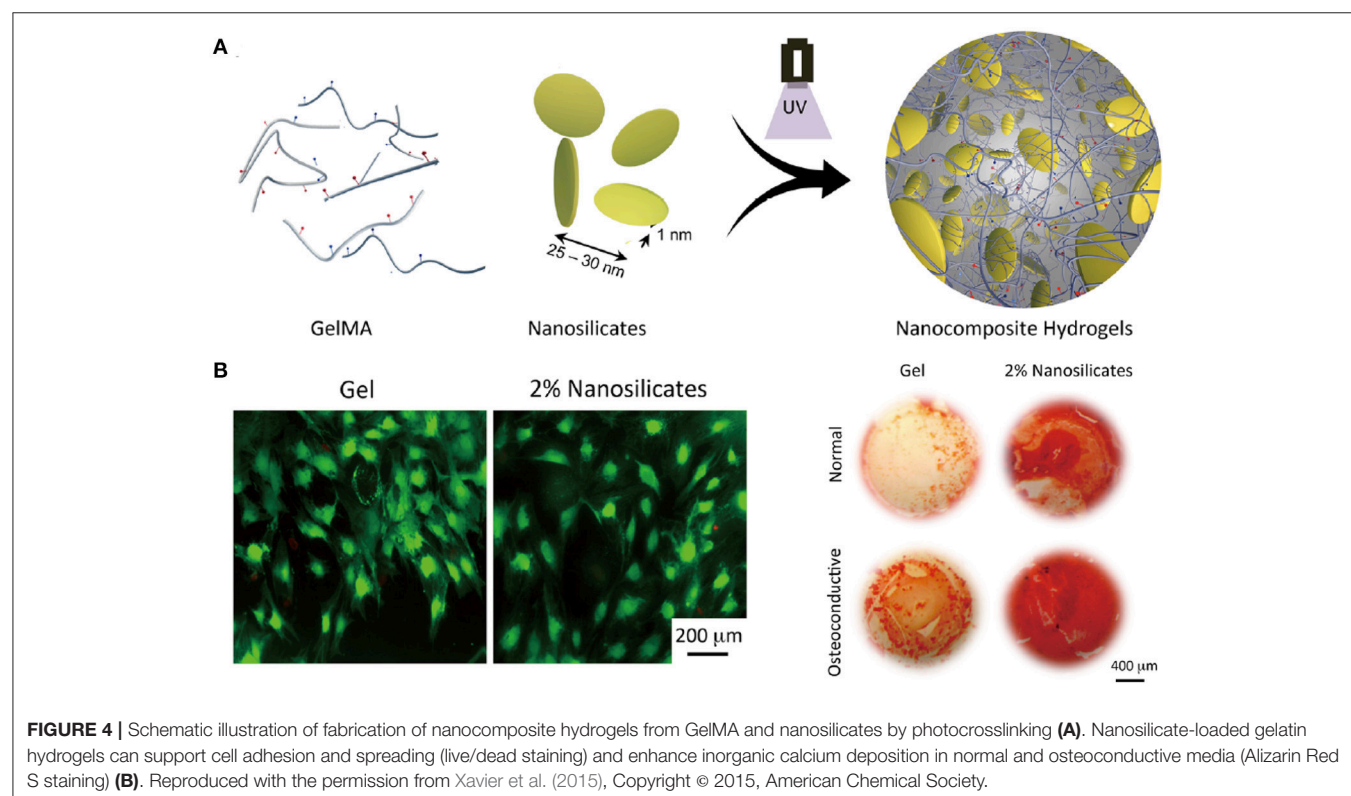 A
UV
1 nm
25 – 30 nm
GelMA
Nanosilicates
Nanocomposite Hydrogels
B
Gel
2% Nanosilicates
200 μm
Gel
2% Nanosilicates
Normal
Osteoconductive
400 μm
FIGURE 4 | Schematic illustration of fabrication of nanocomposite hydrogels from GelMA and nanosilicates by photocrosslinking (A). Nanosilicate-loaded gelatin
hydrogels can support cell adhesion and spreading (live/dead staining) and enhance inorganic calcium deposition in normal and osteoconductive media (Alizarin Red
S staining) (B). Reproduced with the permission from Xavier et al. (2015), Copyright © 2015, American Chemical Society.